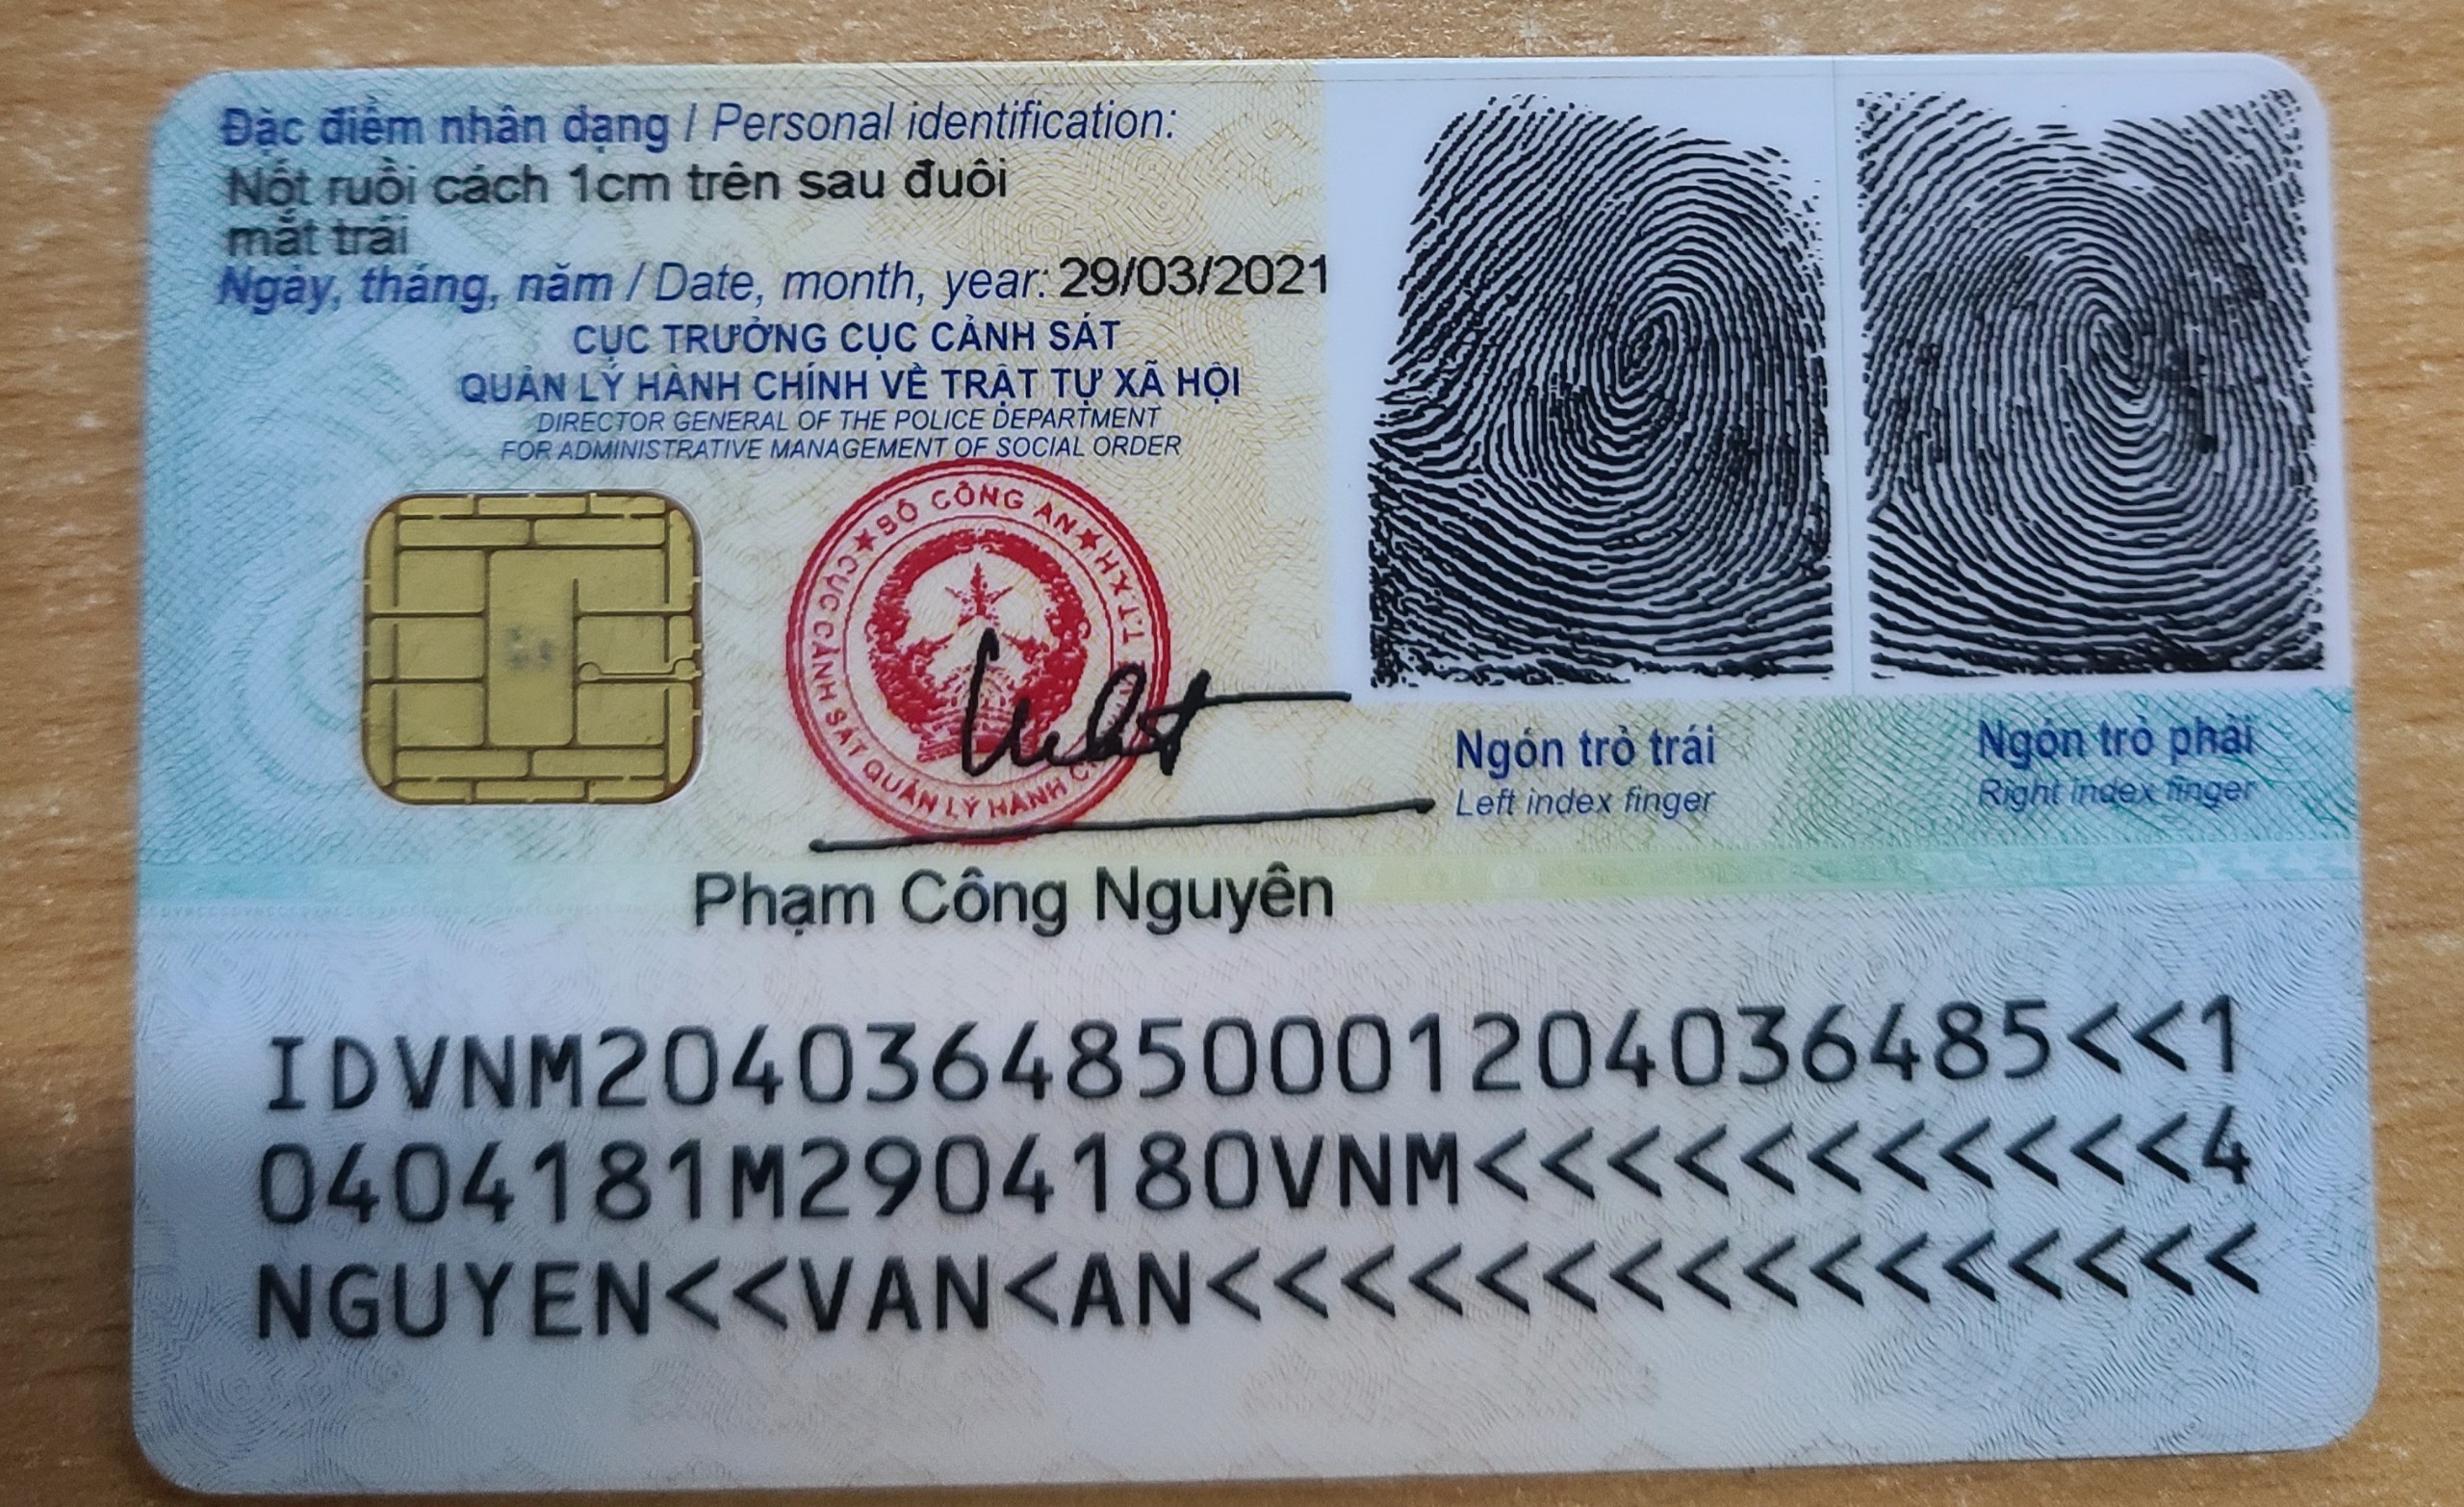 Đặc điểm nhân dạng / Personal identification:
Nốt ruồi cách 1cm trên sau đuôi
mắt trái
Ngày, tháng, năm / Date, month, year: 29/03/2021
CỤC TRƯỞNG CỤC CẢNH SÁT
QUẢN LÝ HÀNH CHÍNH VỀ TRẬT TỰ XÃ HỘI
DIRECTOR GENERAL OF THE POLICE DEPARTMENT
FOR ADMINISTRATIVE MANAGEMENT OF SOCIAL ORDER
BỘ CÔNG AN
CỤC CẢNH SÁT QUẢN LÝ HÀNH
TTXH
Ngón trỏ trái
Left index finger
Ngón trỏ phải
Right index finger
Phạm Công Nguyên
IDVNM2040364850001204036485<<1
0404181M2904180VNM<<<<<<<<<<<4
NGUYEN<<VAN<AN<<<<<<<<<<<<<<<<